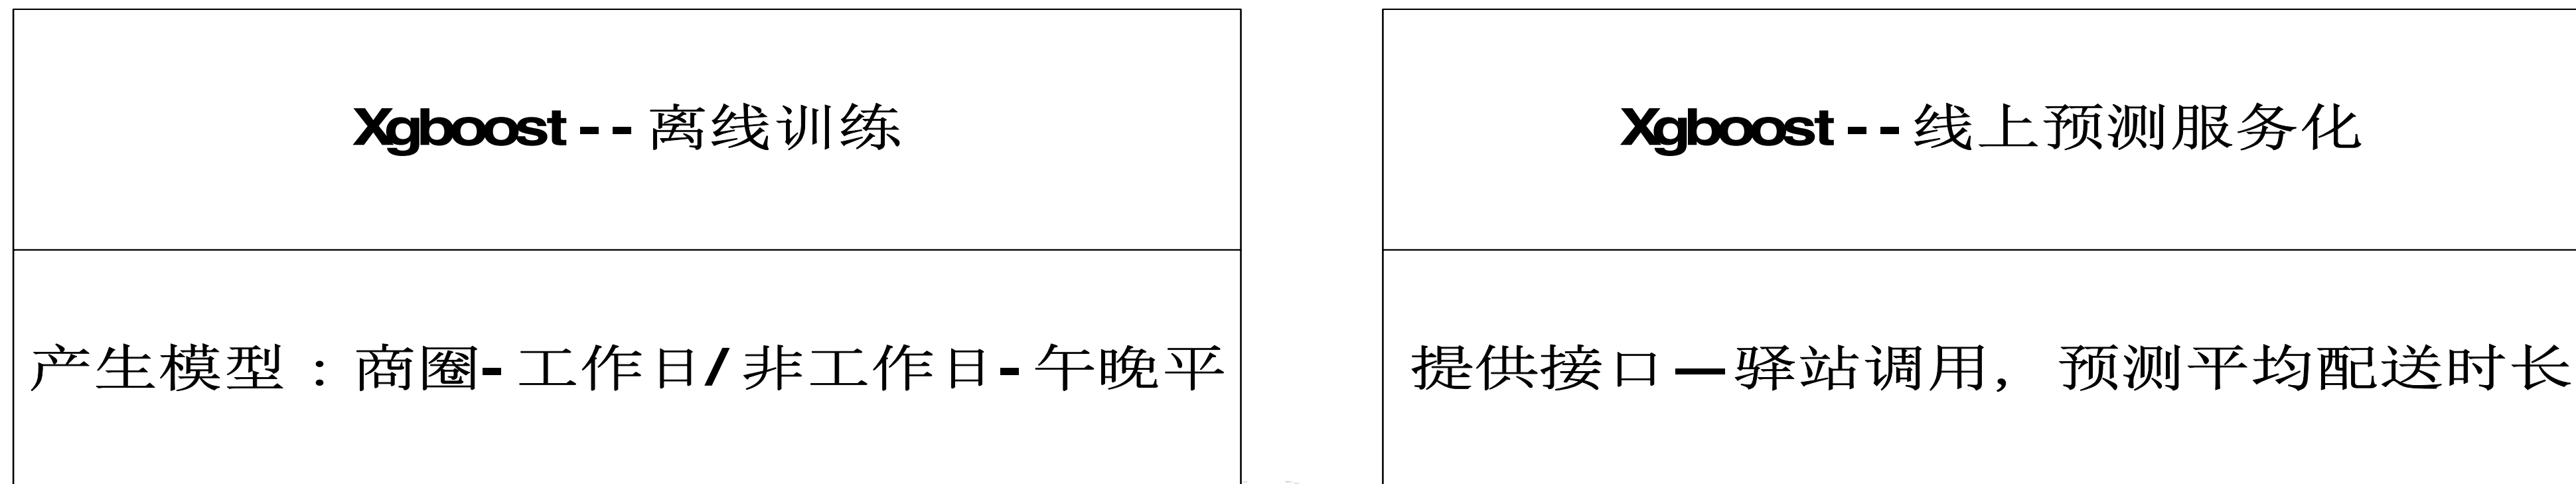 Xgboost--离线训练
产生模型：商圈-工作日/非工作日-午晚平
Xgboost--线上预测服务化
提供接口—驿站调用，预测平均配送时长